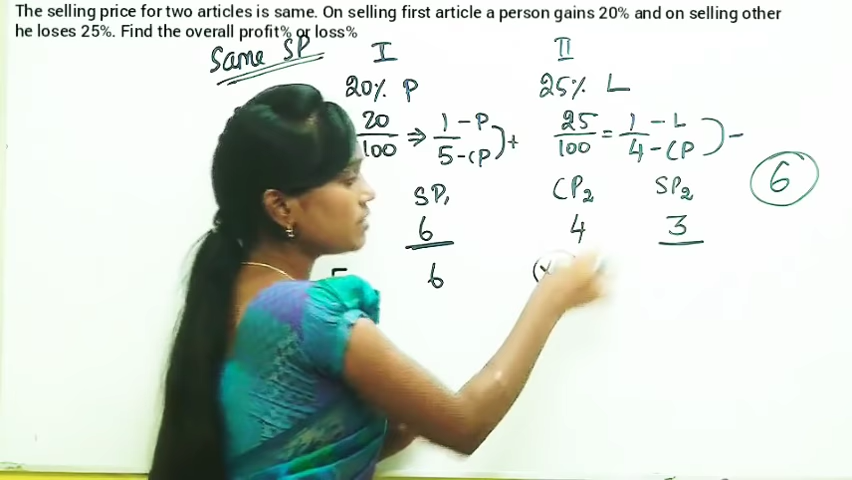 The selling price for two articles is same. On selling first article a person gains 20% and on selling other
he loses 25%. Find the overall profit% or loss%
Same SP I II
20% P 25% L
20/100 ⇒ 1-P/5-CP)+ 25/100 = 1-L/4-CP)-
SP₁ CP₂ SP₂ 6
6 4 3
5 6 (×